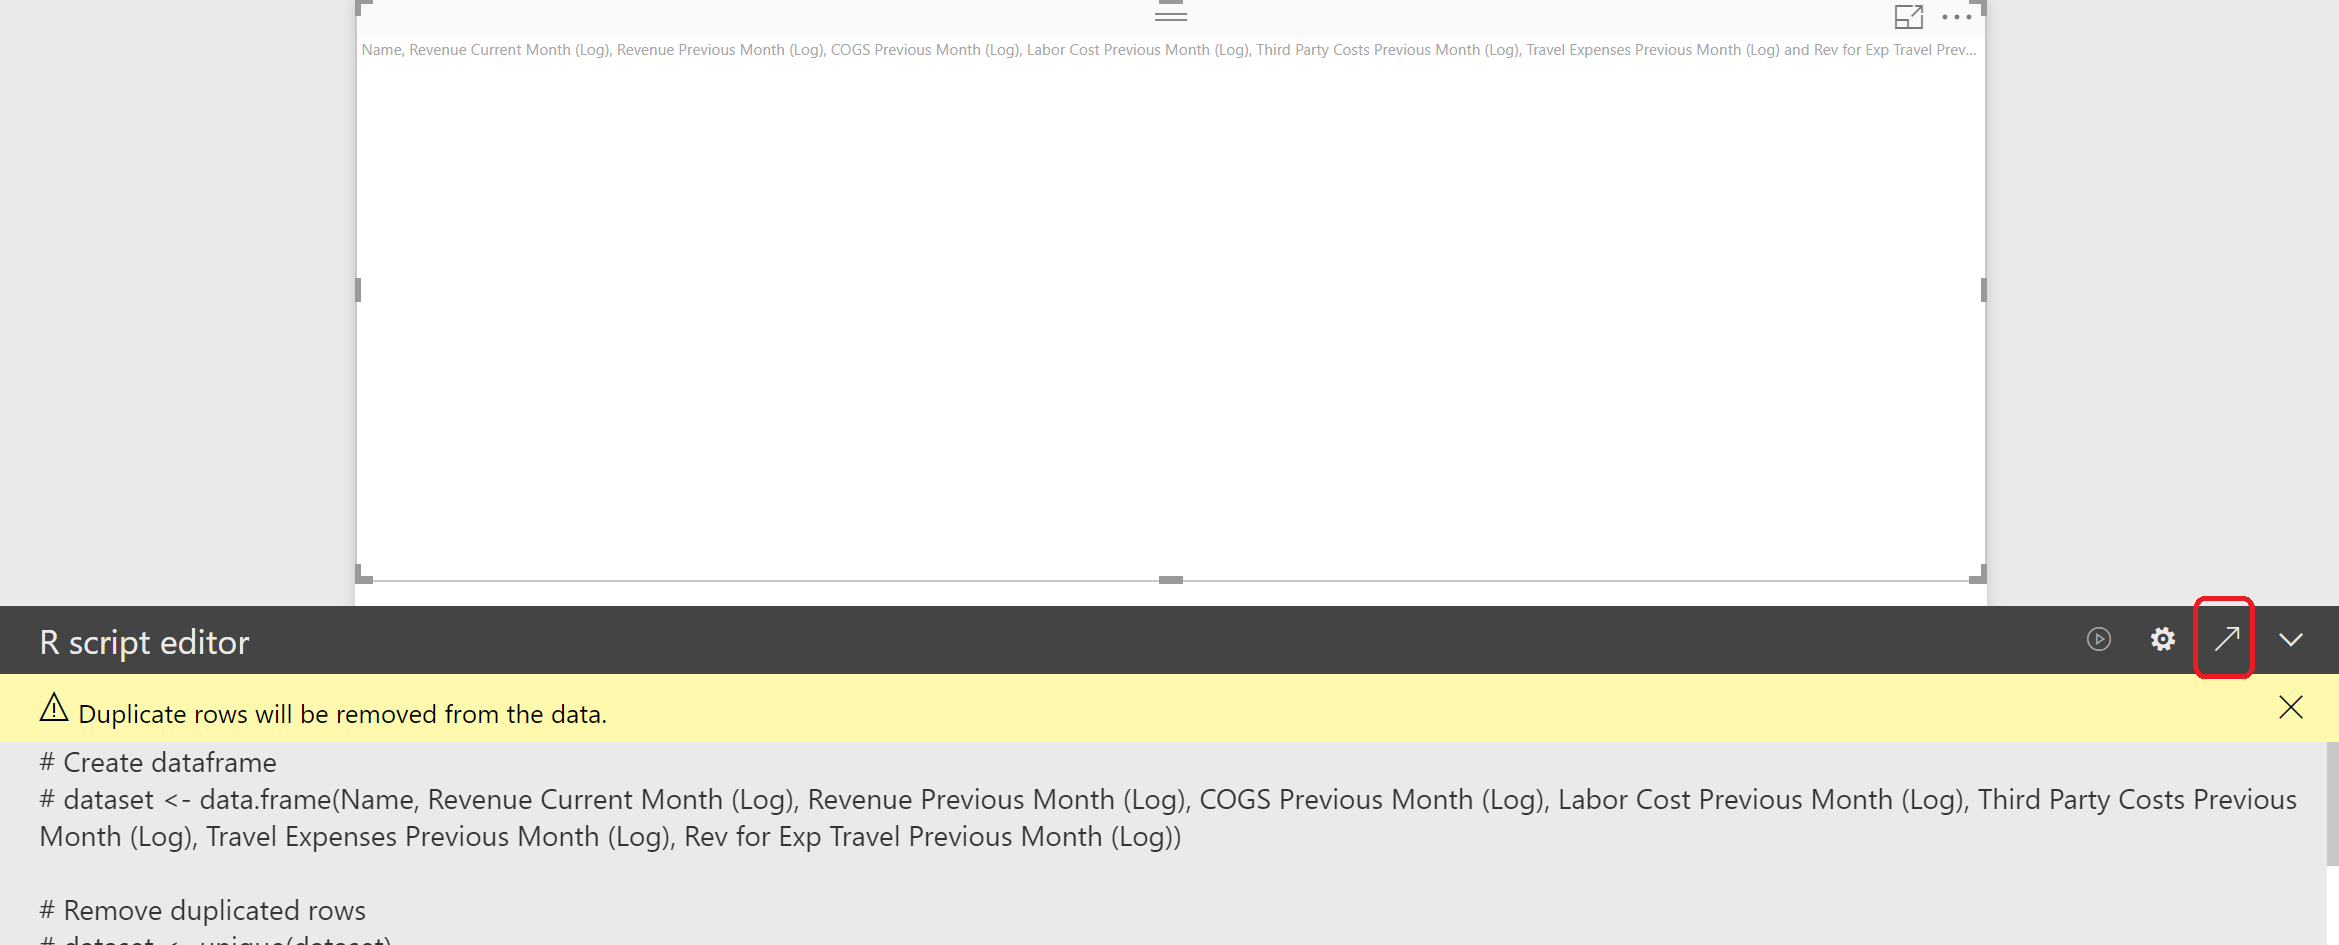 Name, Revenue Current Month (Log), Revenue Previous Month (Log), COGS Previous Month (Log), Labor Cost Previous Month (Log), Third Party Costs Previous Month (Log), Travel Expenses Previous Month (Log) and Rev for Exp Travel Prev...
R script editor
Duplicate rows will be removed from the data.
# Create dataframe
# dataset <- data.frame(Name, Revenue Current Month (Log), Revenue Previous Month (Log), COGS Previous Month (Log), Labor Cost Previous Month (Log), Third Party Costs Previous
Month (Log), Travel Expenses Previous Month (Log), Rev for Exp Travel Previous Month (Log))
# Remove duplicated rows
# dataset <- unique(dataset)